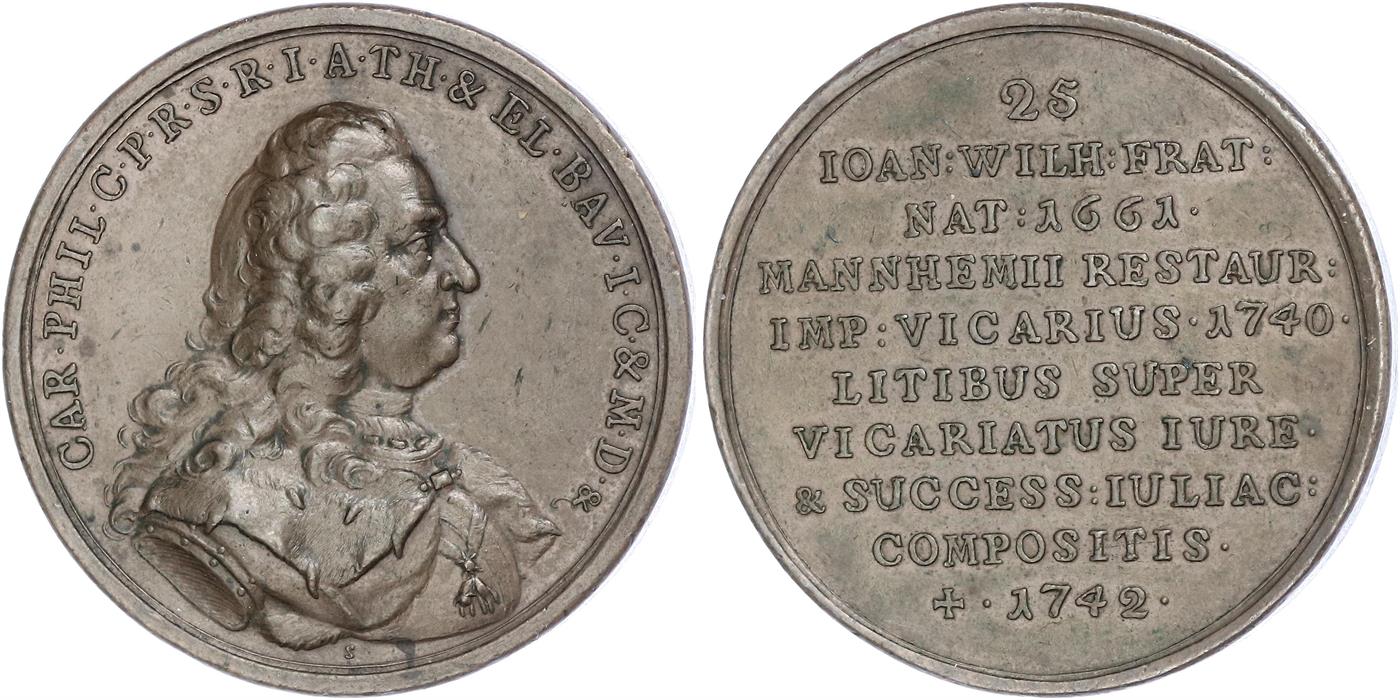 CAR·PHIL·C·P·R·S·R·I·A·TH·&·EL·BAV·I·C·&·M·D·&
S
25
IOAN:WILH:FRAT:
NAT:1661·
MANNHEMII RESTAUR:
IMP:VICARIUS·1740·
LITIBUS SUPER
VICARIATUS IURE·
& SUCCESS:IULIAC:
COMPOSITIS·
+·1742·